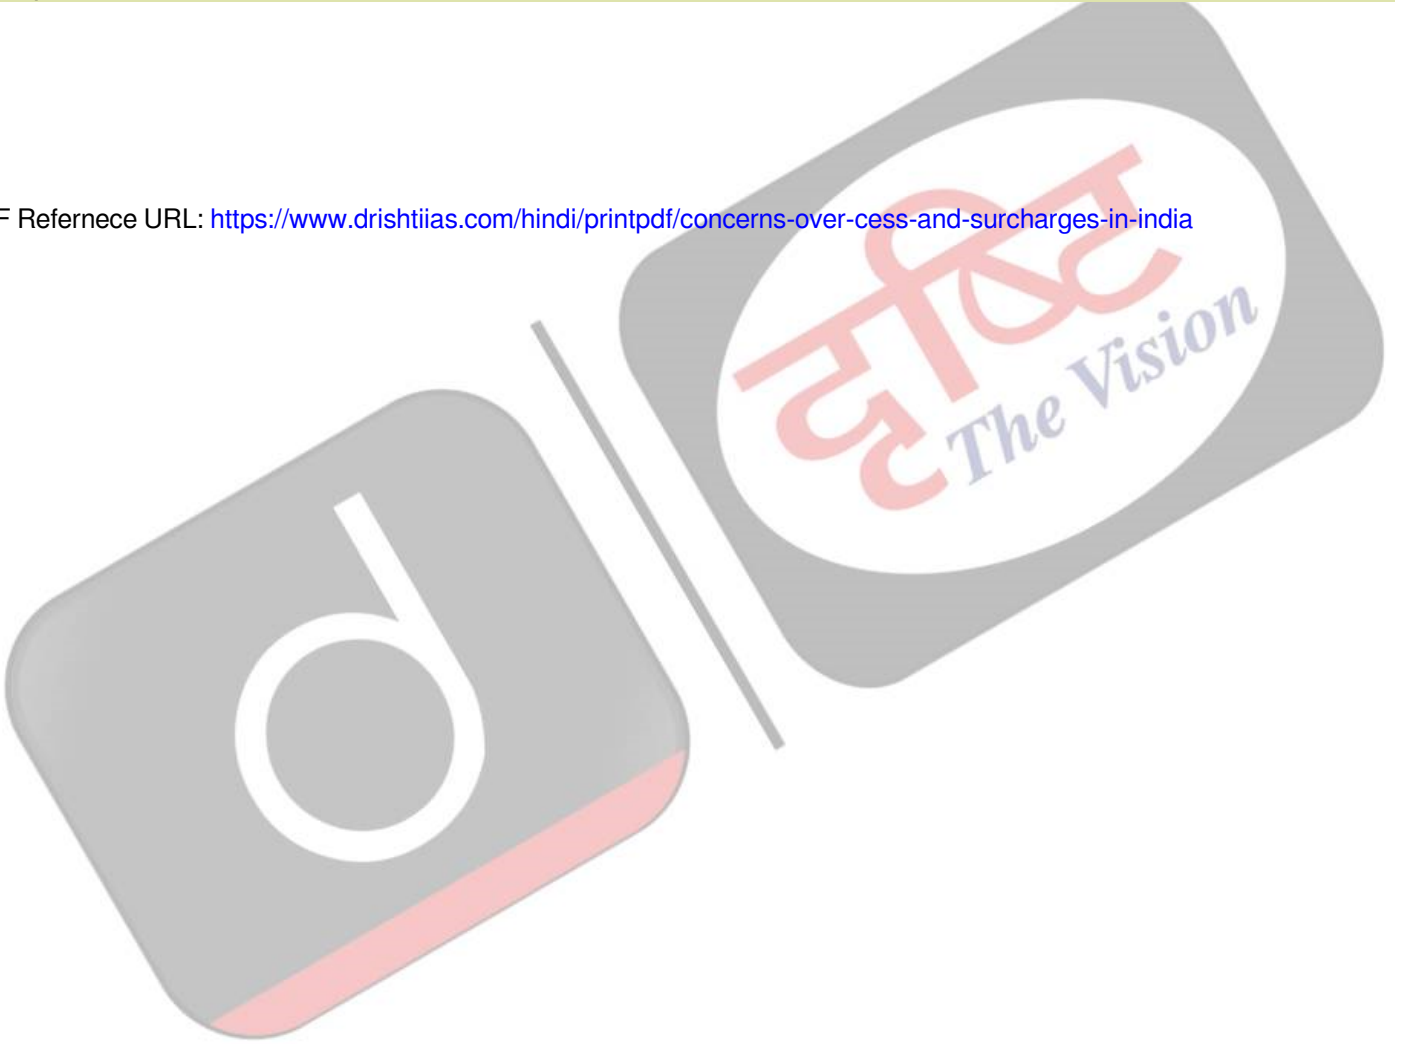 F Refernece URL: https://www.drishtiias.com/hindi/printpdf/concerns-over-cess-and-surcharges-in-india
दृष्टि
The Vision
d